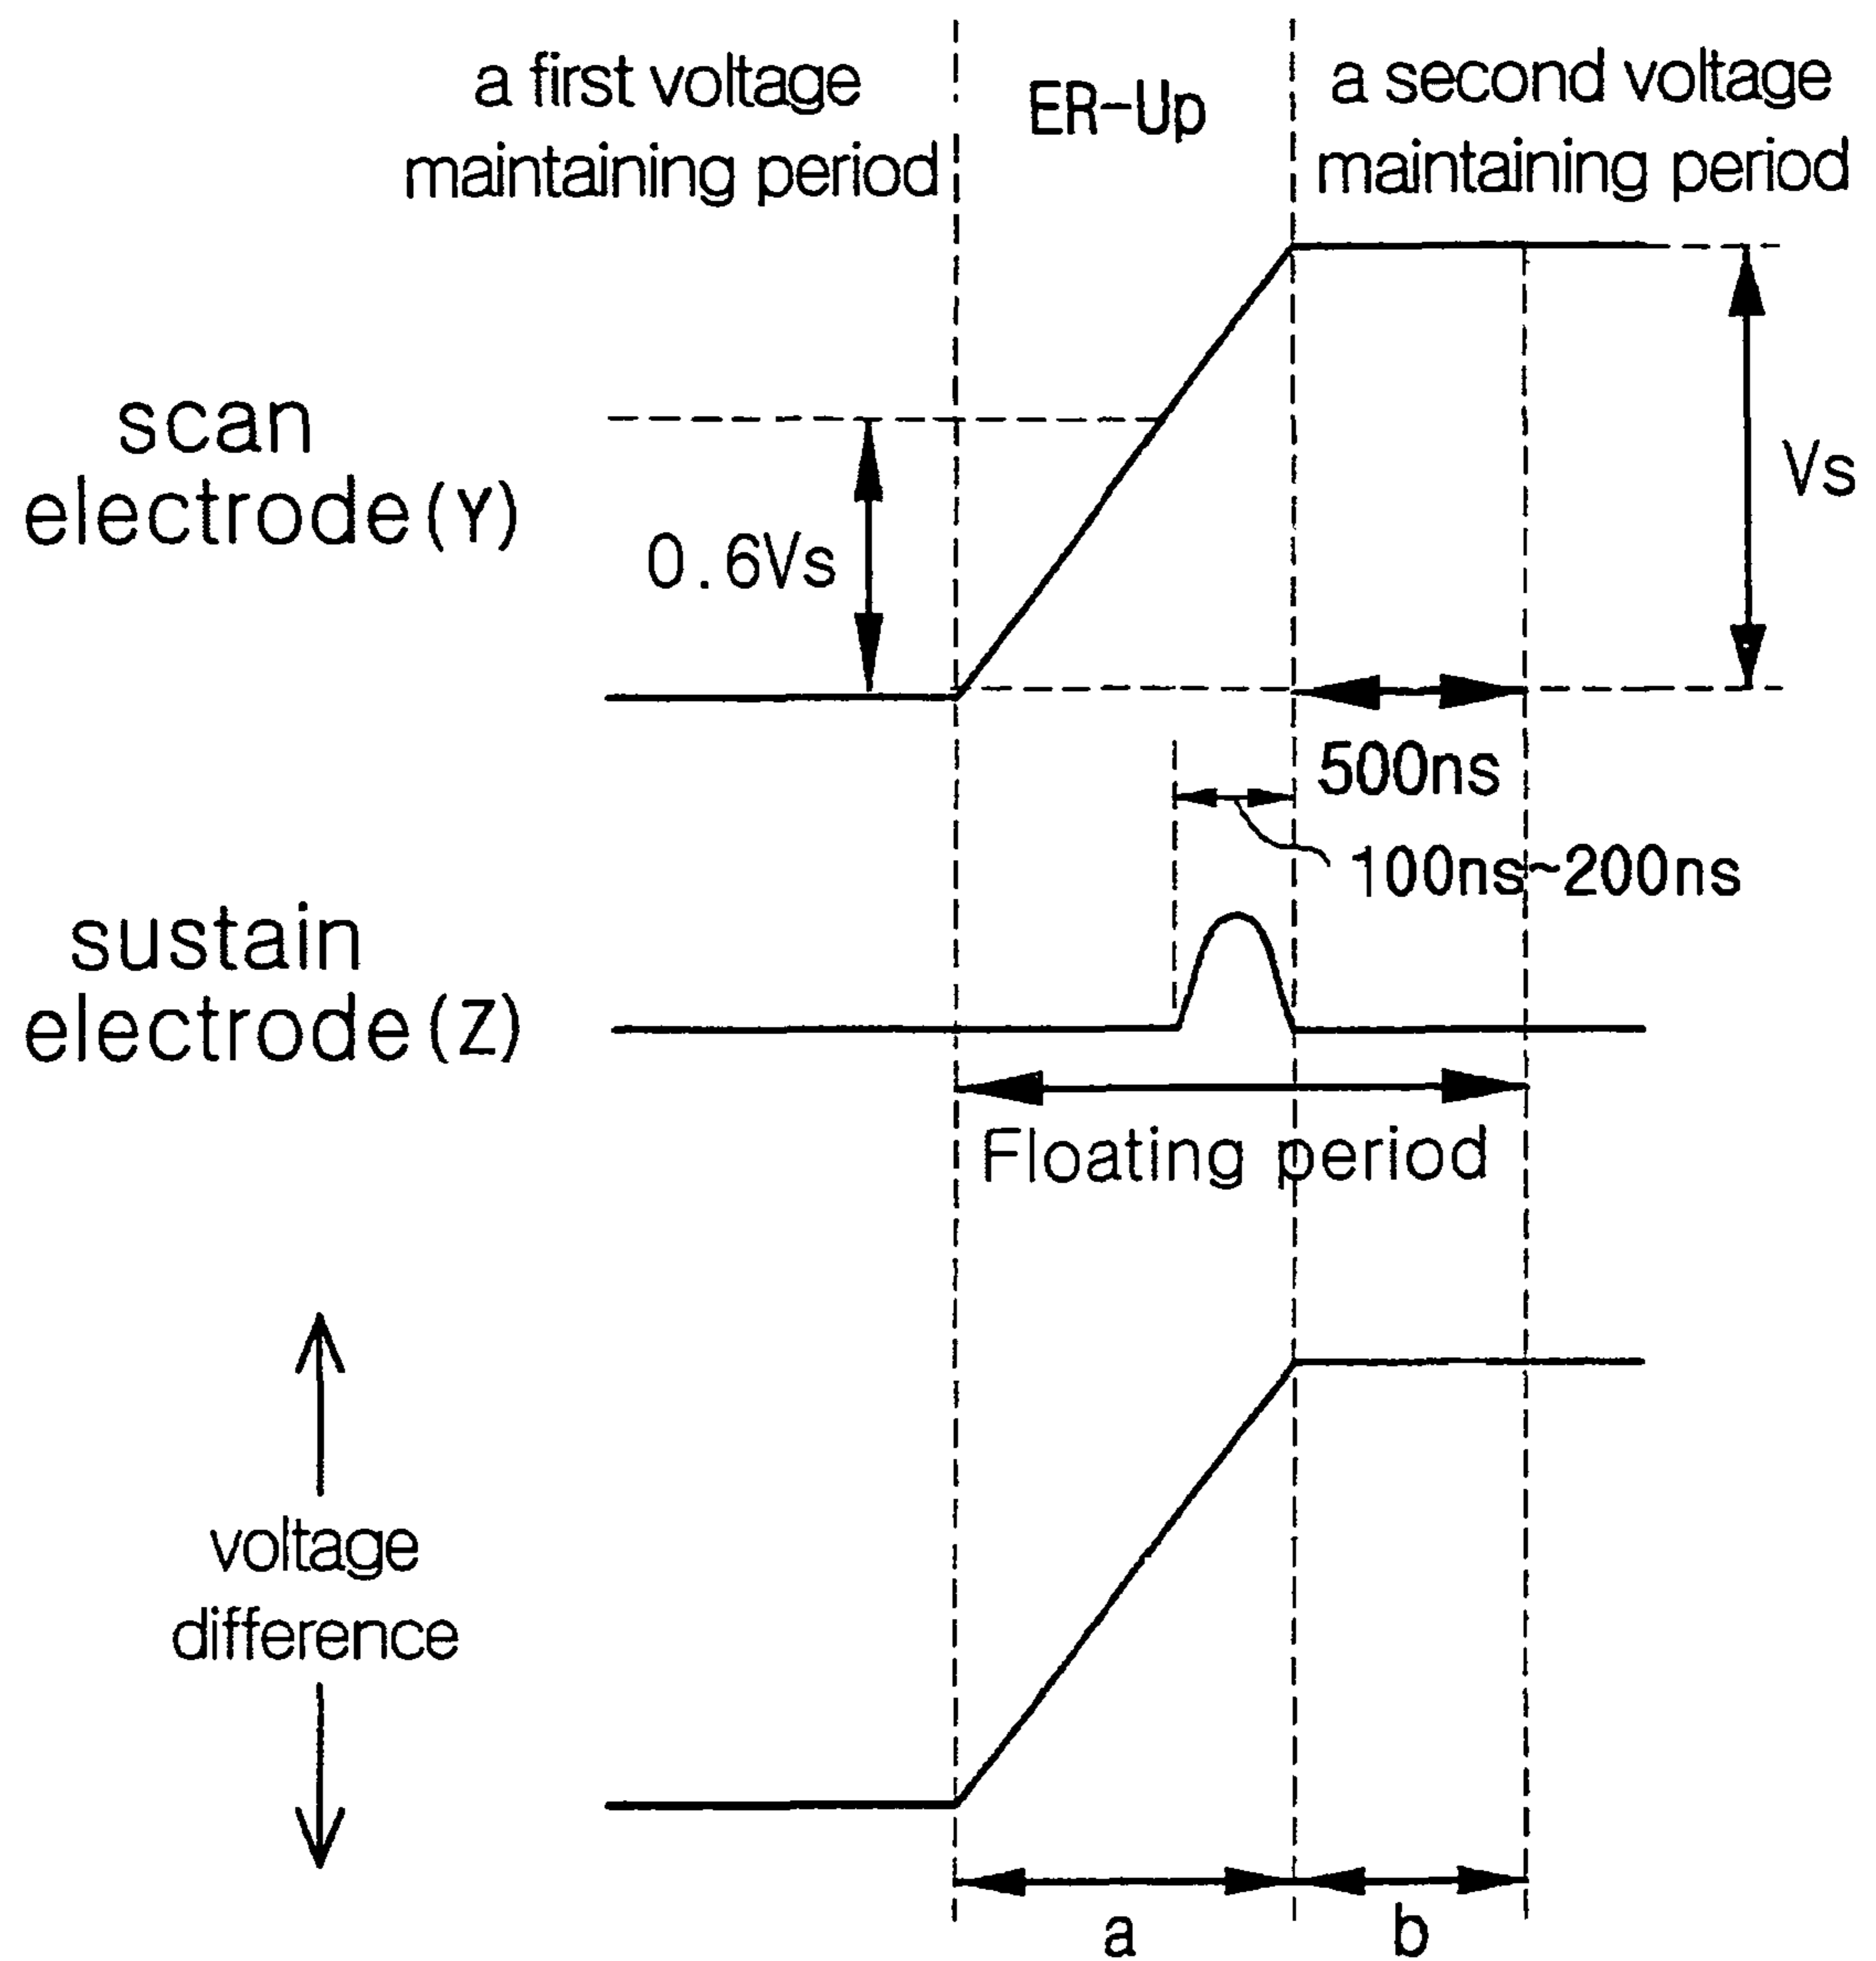 a first voltage
maintaining period
ER-Up
a second voltage
maintaining period
scan
electrode(Y)
0.6Vs
Vs
500ns
100ns~200ns
sustain
electrode(Z)
Floating period
voltage
difference
a
b